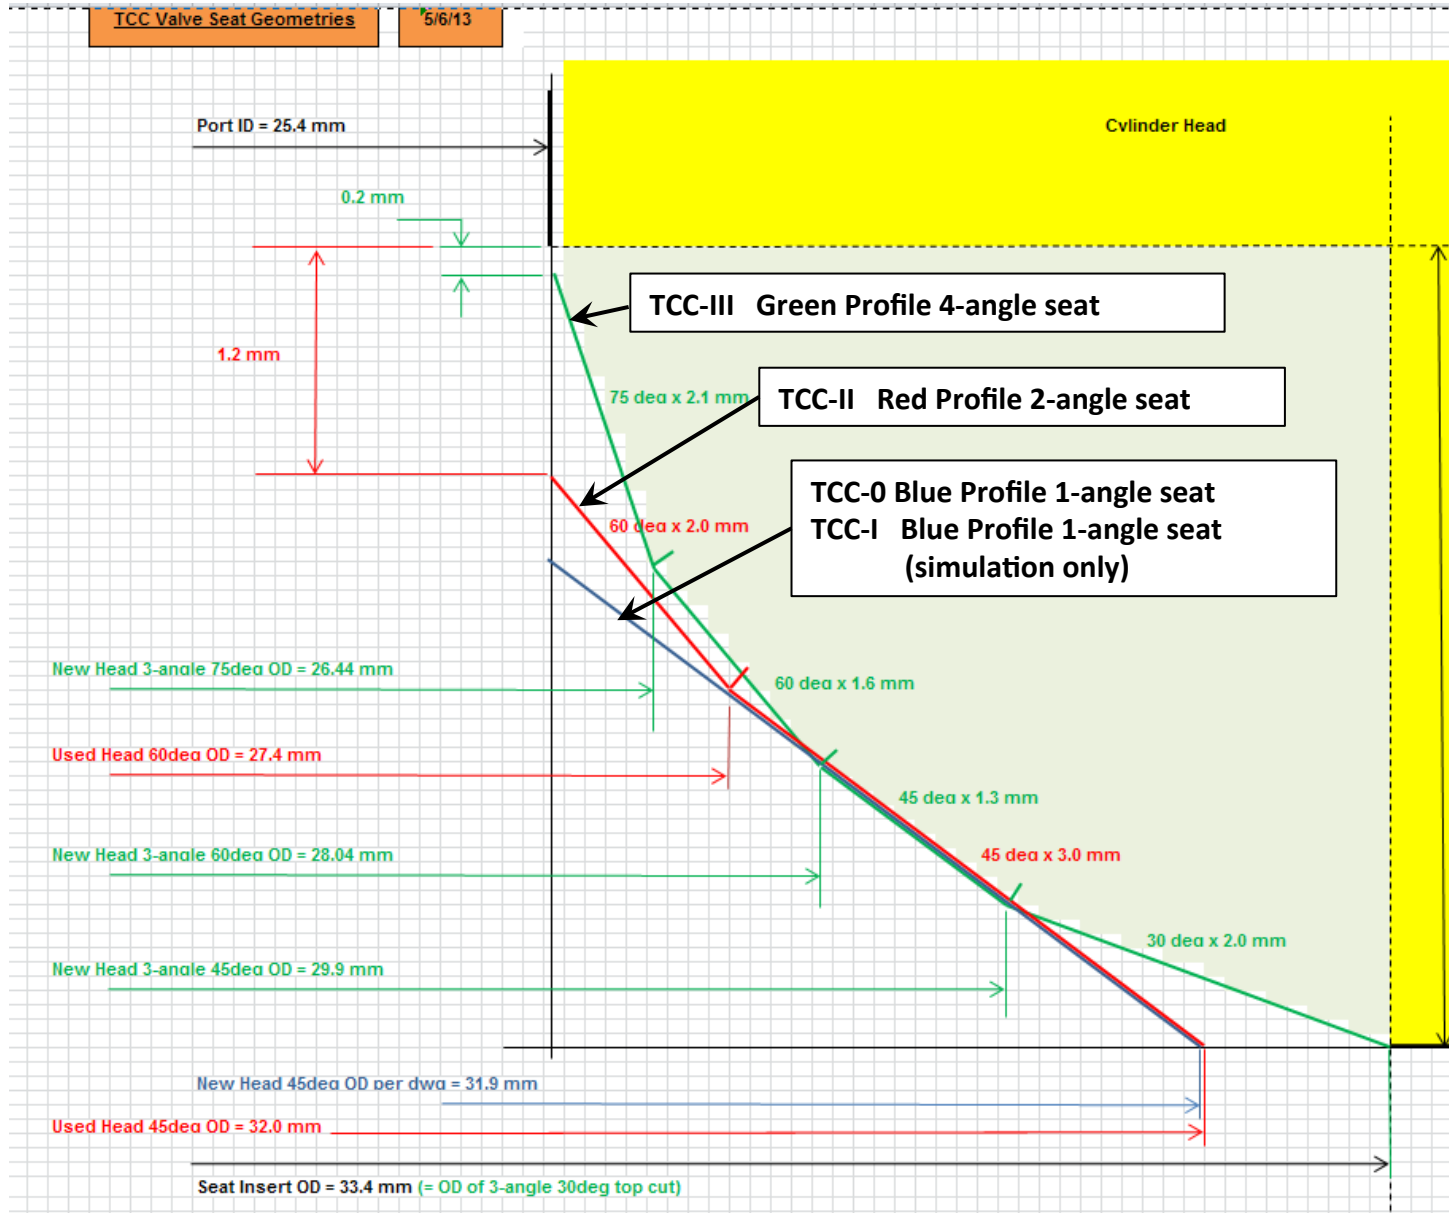 TCC Valve Seat Geometries
5/6/13
Port ID = 25.4 mm
Cylinder Head
0.2 mm
TCC-III Green Profile 4-angle seat
1.2 mm
75 deg x 2.1 mm
TCC-II Red Profile 2-angle seat
TCC-0 Blue Profile 1-angle seat
TCC-I Blue Profile 1-angle seat
(simulation only)
60 deg x 2.0 mm
New Head 3-angle 75deg OD = 26.44 mm
60 deg x 1.6 mm
Used Head 60deg OD = 27.4 mm
45 deg x 1.3 mm
New Head 3-angle 60deg OD = 28.04 mm
45 deg x 3.0 mm
30 deg x 2.0 mm
New Head 3-angle 45deg OD = 29.9 mm
New Head 45deg OD per dwg = 31.9 mm
Used Head 45deg OD = 32.0 mm
Seat Insert OD = 33.4 mm (= OD of 3-angle 30deg top cut)